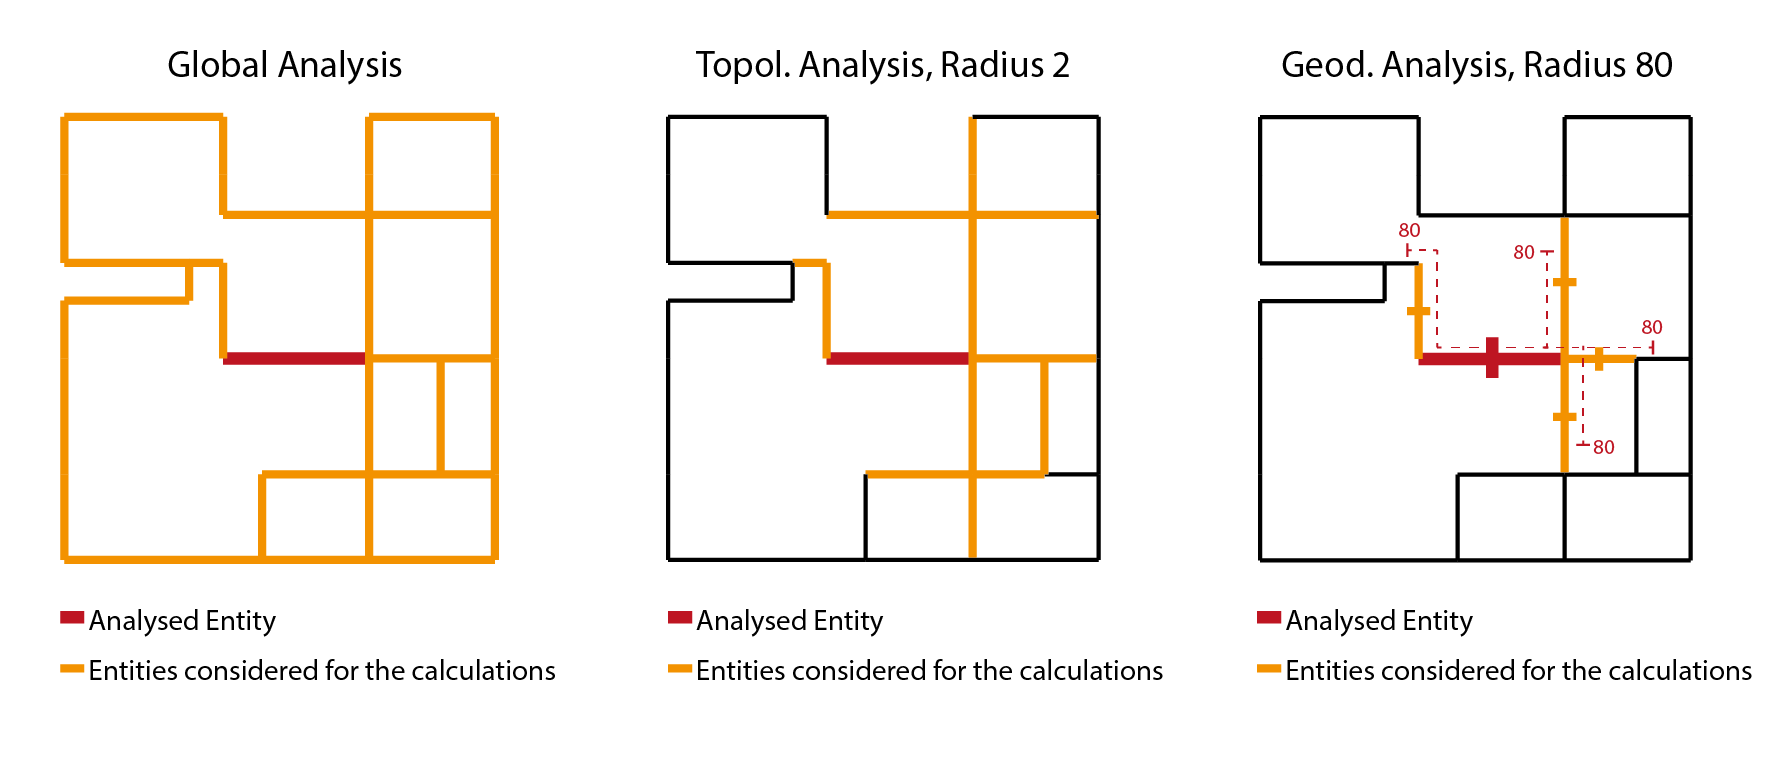 Global Analysis
Topol. Analysis, Radius 2
Geod. Analysis, Radius 80
80
80
80
80
Analysed Entity
Analysed Entity
Analysed Entity
Entities considered for the calculations
Entities considered for the calculations
Entities considered for the calculations